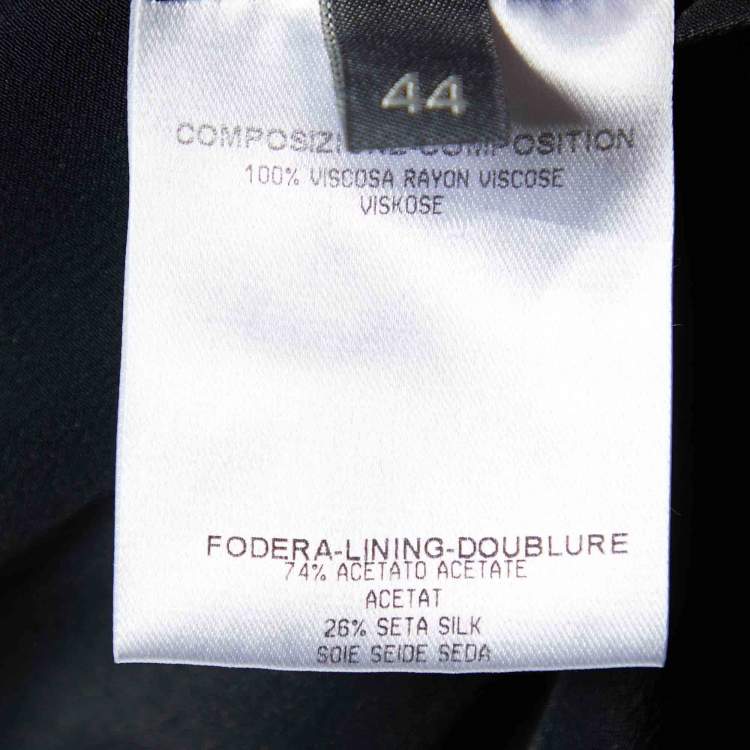 44
COMPOSIZIONE-COMPOSITION
100% VISCOSA RAYON VISCOSE
VISKOSE
FODERA-LINING-DOUBLURE
74% ACETATO ACETATE
ACETAT
26% SETA SILK
SOIE SEIDE SEDA